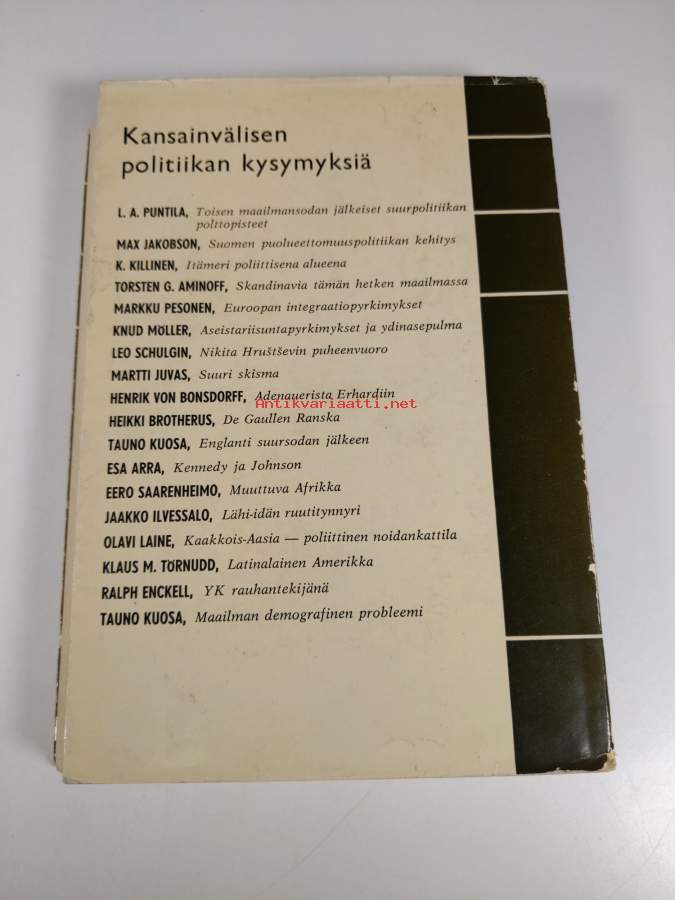 Kansainvälisen
politiikan kysymyksiä
L. A. PUNTILA, Toisen maailmansodan jälkeiset suurpolitiikan
polttopisteet
MAX JAKOBSON, Suomen puolueettomuuspolitiikan kehitys
K. KILLINEN, Itämeri poliittisena alueena
TORSTEN G. AMINOFF, Skandinavia tämän hetken maailmassa
MARKKU PESONEN, Euroopan integraatiopyrkimykset
KNUD MÖLLER, Aseistariisuntapyrkimykset ja ydinasepulma
LEO SCHULGIN, Nikita Hruštševin puheenvuoro
MARTTI JUVAS, Suuri skisma
HENRIK VON BONSDORFF, Adenauerista Erhardiin
Antikvariaatti.net
HEIKKI BROTHERUS, De Gaullen Ranska
TAUNO KUOSA, Englanti suursodan jälkeen
ESA ARRA, Kennedy ja Johnson
EERO SAARENHEIMO, Muuttuva Afrikka
JAAKKO ILVESSALO, Lähi-idän ruutitynnyri
OLAVI LAINE, Kaakkois-Aasia — poliittinen noidankattila
KLAUS M. TÖRNUDD, Latinalainen Amerikka
RALPH ENCKELL, YK rauhantekijänä
TAUNO KUOSA, Maailman demografinen probleemi